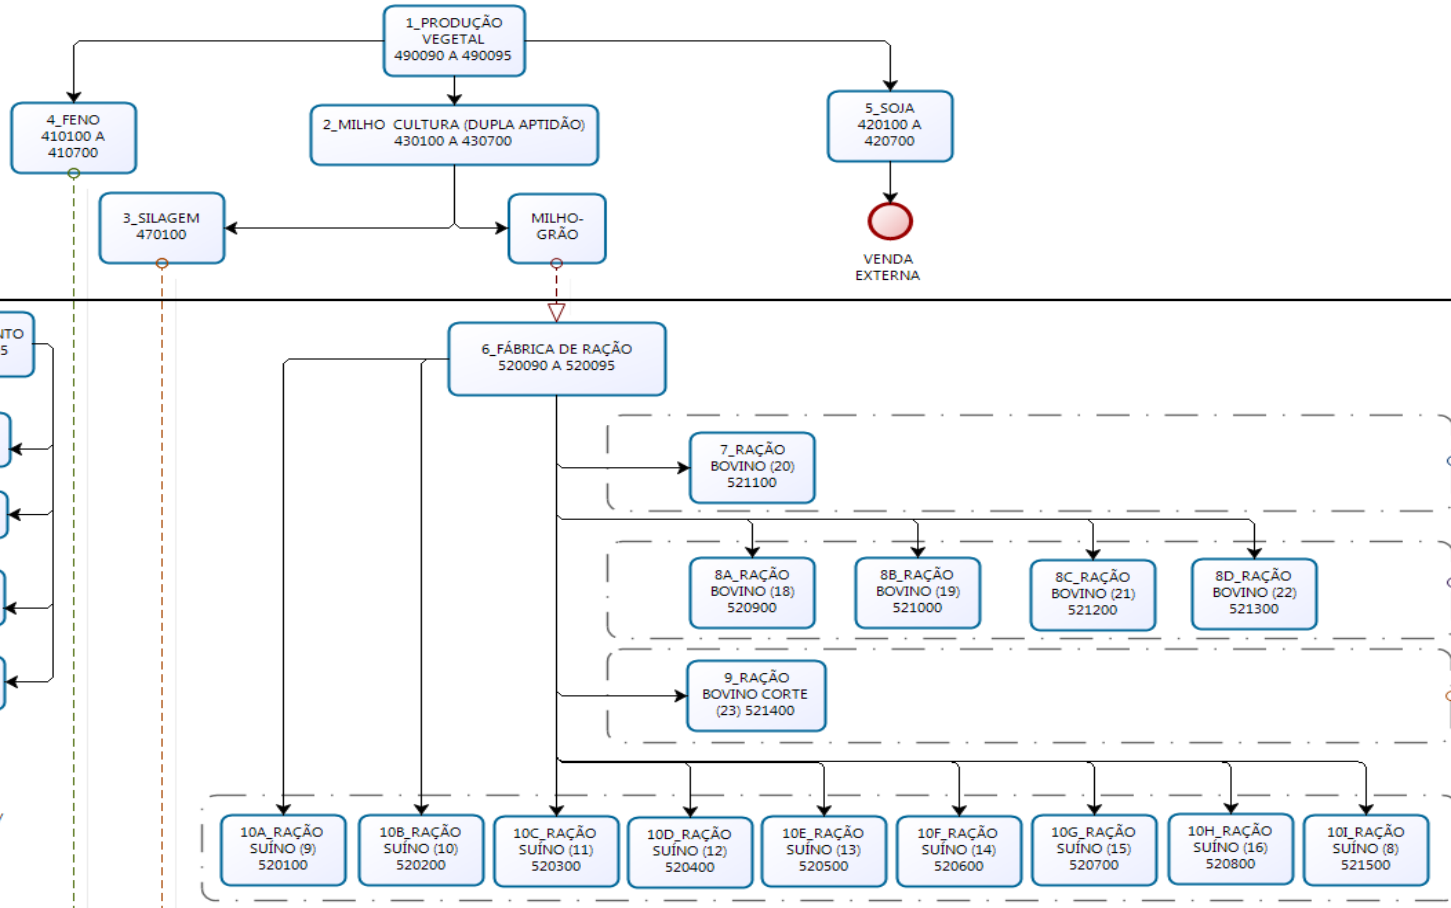 1_PRODUÇÃO
VEGETAL
490090 A 490095
4_FENO
410100 A
410700
2_MILHO CULTURA (DUPLA APTIDÃO)
430100 A 430700
5_SOJA
420100 A
420700
3_SILAGEM
470100
MILHO-
GRÃO
VENDA
EXTERNA
NTO
5
6_FÁBRICA DE RAÇÃO
520090 A 520095
7_RAÇÃO
BOVINO (20)
521100
8A_RAÇÃO
BOVINO (18)
520900
8B_RAÇÃO
BOVINO (19)
521000
8C_RAÇÃO
BOVINO (21)
521200
8D_RAÇÃO
BOVINO (22)
521300
9_RAÇÃO
BOVINO CORTE
(23) 521400
10A_RAÇÃO
SUÍNO (9)
520100
10B_RAÇÃO
SUÍNO (10)
520200
10C_RAÇÃO
SUÍNO (11)
520300
10D_RAÇÃO
SUÍNO (12)
520400
10E_RAÇÃO
SUÍNO (13)
520500
10F_RAÇÃO
SUÍNO (14)
520600
10G_RAÇÃO
SUÍNO (15)
520700
10H_RAÇÃO
SUÍNO (16)
520800
10I_RAÇÃO
SUÍNO (8)
521500